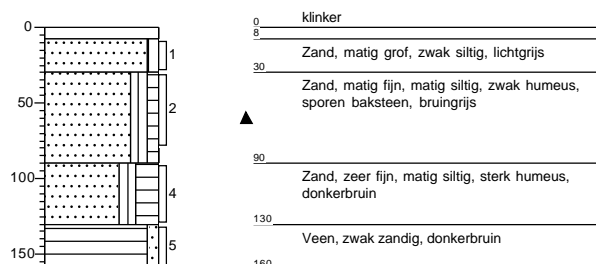 0
50
100
150
1
2
4
5
0
klinker
8
Zand, matig grof, zwak siltig, lichtgrijs
30
Zand, matig fijn, matig siltig, zwak humeus,
sporen baksteen, bruingrijs
90
Zand, zeer fijn, matig siltig, sterk humeus,
donkerbruin
130
Veen, zwak zandig, donkerbruin
160